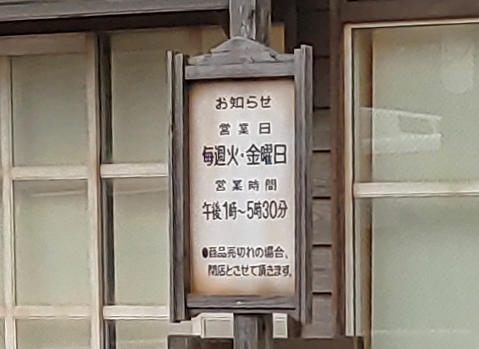 お知らせ
営業日
毎週火・金曜日
営業時間
午後1時～5時30分
●商品売切れの場合、
閉店とさせて頂きます。